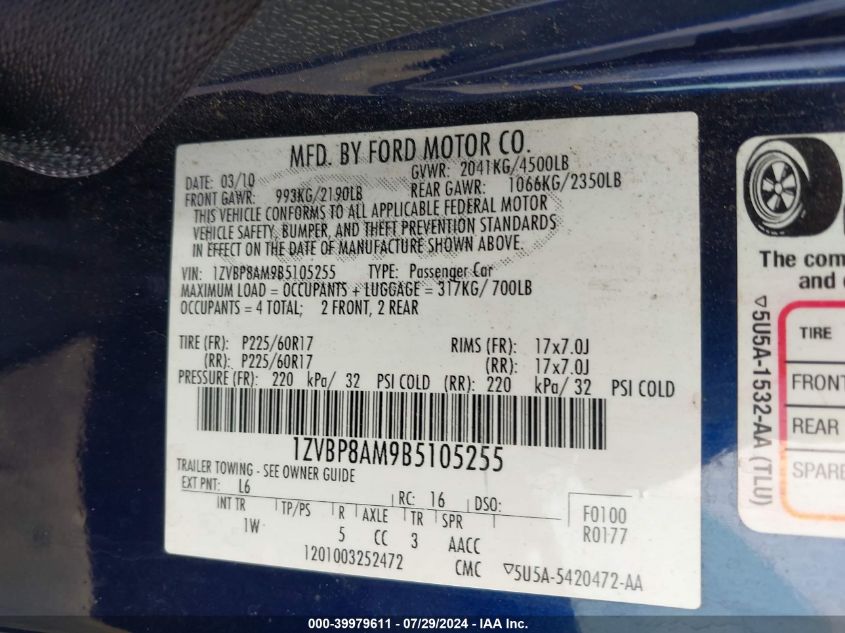 MFD. BY FORD MOTOR CO.
DATE: 03/10 GVWR: 2041KG/4500LB
FRONT GAWR: 993KG/2190LB REAR GAWR: 1066KG/2350LB
THIS VEHICLE CONFORMS TO ALL APPLICABLE FEDERAL MOTOR
VEHICLE SAFETY, BUMPER, AND THEFT PREVENTION STANDARDS
IN EFFECT ON THE DATE OF MANUFACTURE SHOWN ABOVE.
VIN: 1ZVBP8AM9B5105255 TYPE: Passenger Car
MAXIMUM LOAD = OCCUPANTS + LUGGAGE = 317KG/ 700LB
OCCUPANTS = 4 TOTAL; 2 FRONT, 2 REAR
TIRE (FR): P225/60R17 RIMS (FR): 17x7.0J
(RR): P225/60R17 (RR): 17x7.0J
PRESSURE (FR): 220 kPa/ 32 PSI COLD (RR): 220 kPa/ 32 PSI COLD
1ZVBP8AM9B5105255
TRAILER TOWING - SEE OWNER GUIDE
EXT PNT: L6 RC: 16 DSO:
INT TR TP/PS R AXLE TR SPR
1W 5 CC 3 AACC
F0100
R0177
1201003252472 CMC ▽5U5A-5420472-AA
The com
and
▽5U5A-1532-AA (TLU)
TIRE
FRONT
REAR
SPARE
000-39979611 - 07/29/2024 - IAA Inc.